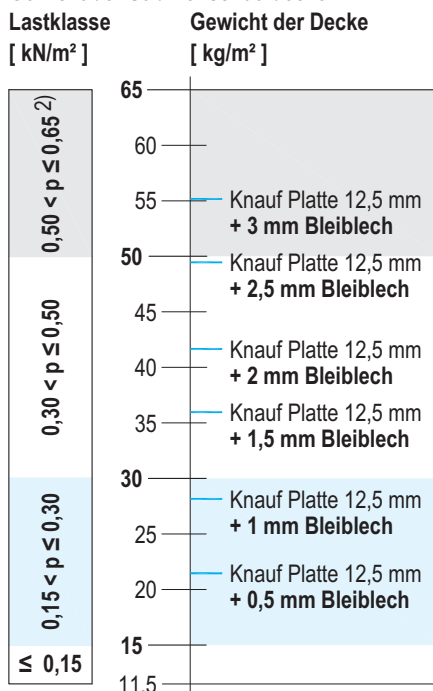 Lastklasse
[ kN/m² ]
Gewicht der Decke
[ kg/m² ]
65
60
55
50
45
40
35
30
25
20
15
11,5
0,50 < p ≤ 0,65 2)
0,30 < p ≤ 0,50
0,15 < p ≤ 0,30
≤ 0,15
Knauf Platte 12,5 mm
+ 3 mm Bleiblech
Knauf Platte 12,5 mm
+ 2,5 mm Bleiblech
Knauf Platte 12,5 mm
+ 2 mm Bleiblech
Knauf Platte 12,5 mm
+ 1,5 mm Bleiblech
Knauf Platte 12,5 mm
+ 1 mm Bleiblech
Knauf Platte 12,5 mm
+ 0,5 mm Bleiblech